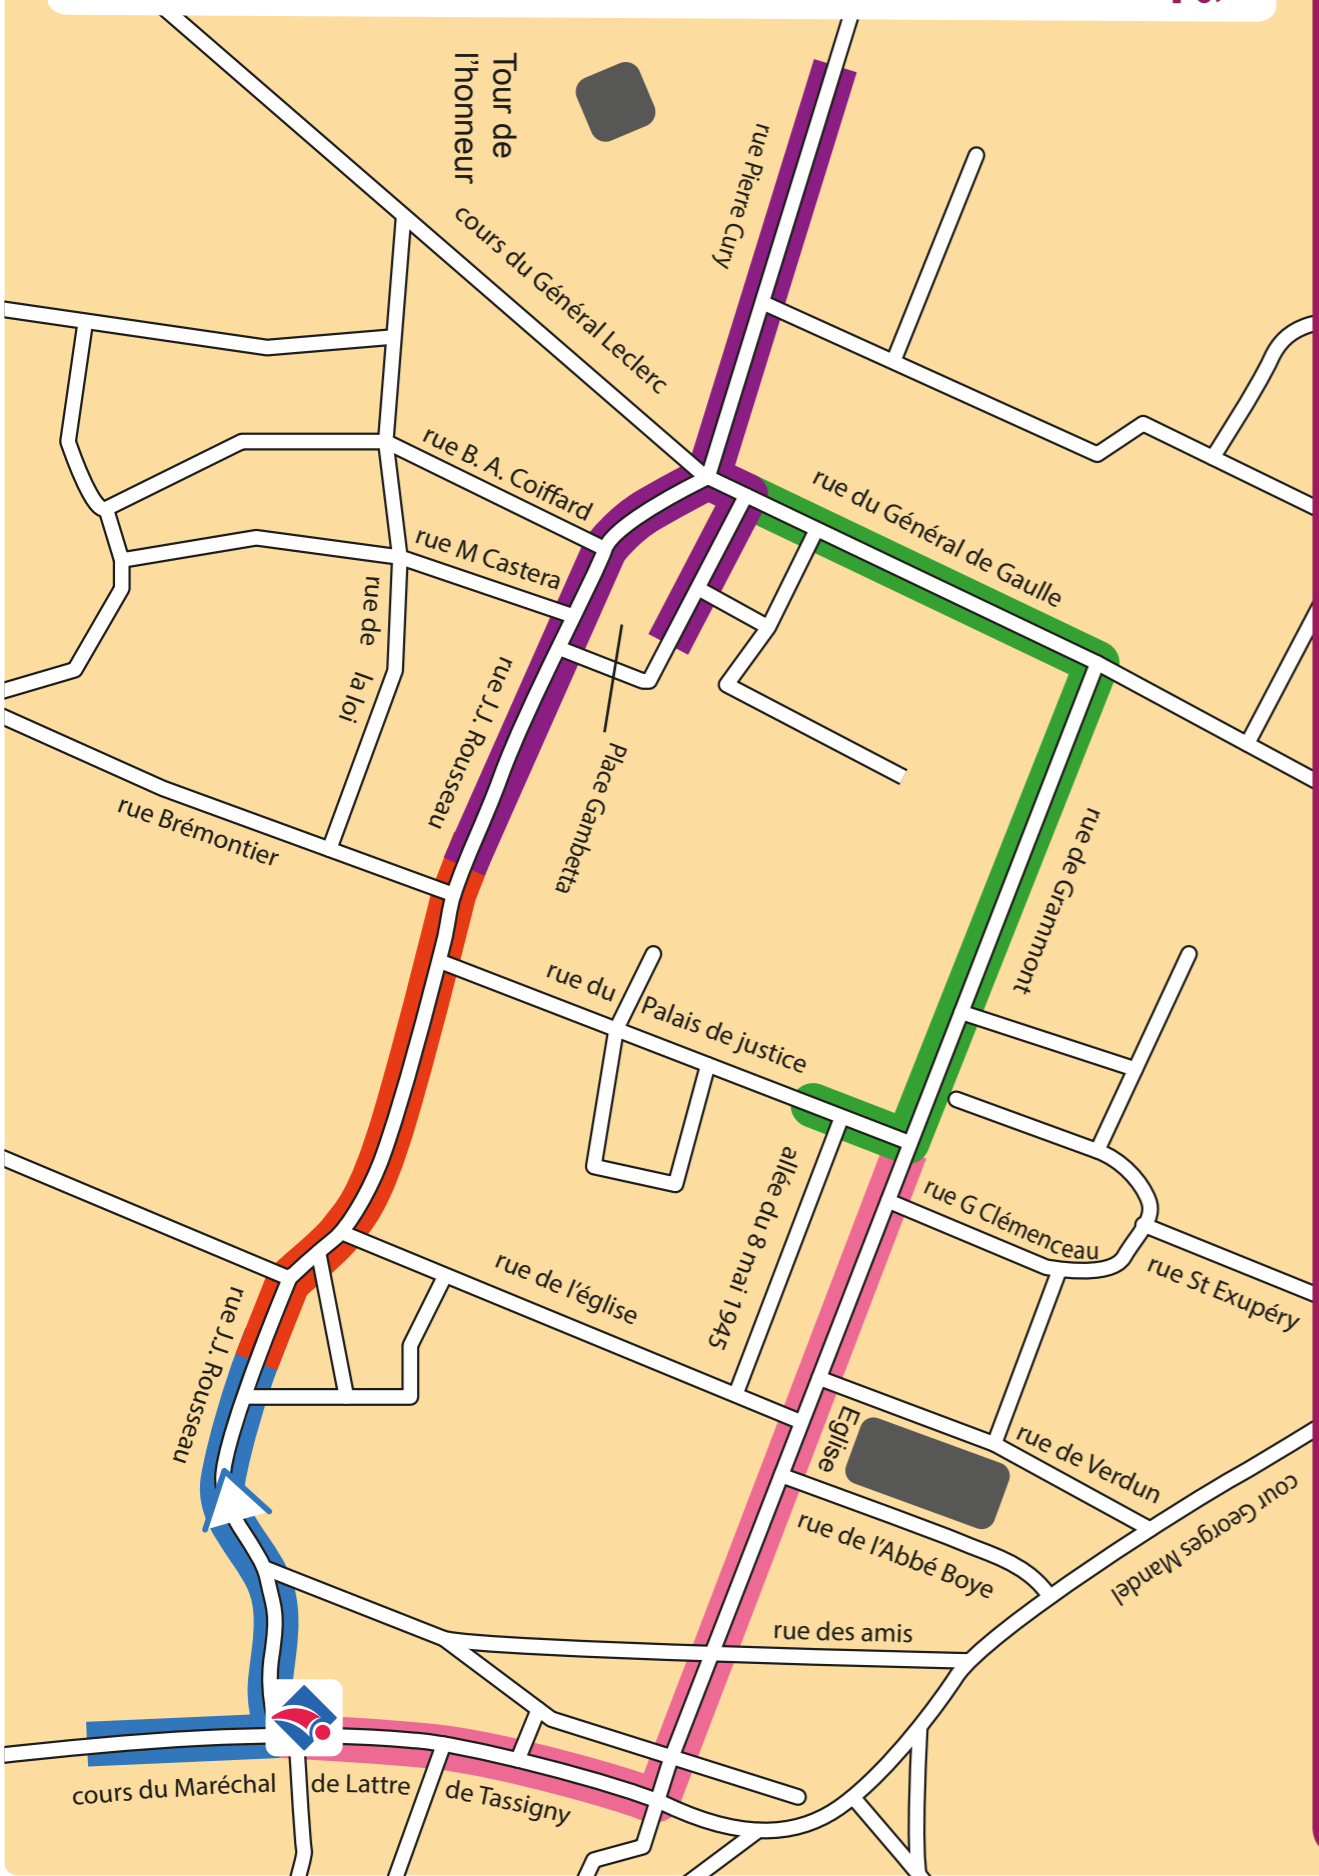 Tour de
l'honneur
rue Pierre Cury
cours du Général Leclerc
rue B. A. Coiffard
rue du Général de Gaulle
rue M Castera
rue de la loi
rue J.J. Rousseau
Place Gambetta
rue Brémontier
rue de Grammont
rue du Palais de justice
allée du 8 mai 1945
rue G Clémenceau
rue St Exupéry
rue de l'église
rue J.J. Rousseau
Eglise
rue de Verdun
cour Georges Mandel
rue de l'Abbé Boye
rue des amis
cours du Maréchal de Lattre de Tassigny